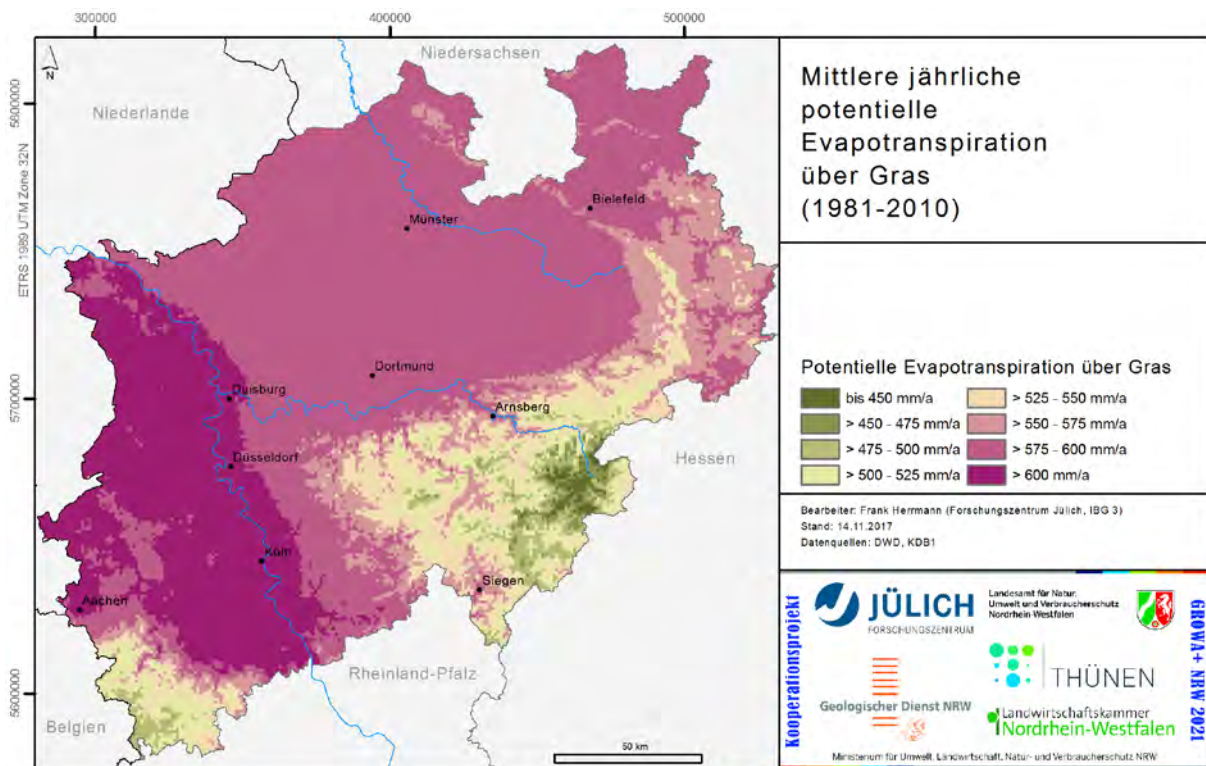 300000
400000
500000
5800000
5700000
5600000
ETRS 1989 UTM Zone 32N
N
Niedersachsen
Niederlande
Bielefeld
Münster
Dortmund
Duisburg
Arnsberg
Düsseldorf
Hessen
Köln
Siegen
Aachen
Rheinland-Pfalz
Belgien
50 km
Mittlere jährliche
potentielle
Evapotranspiration
über Gras
(1981-2010)
Potentielle Evapotranspiration über Gras
bis 450 mm/a
> 450 - 475 mm/a
> 475 - 500 mm/a
> 500 - 525 mm/a
> 525 - 550 mm/a
> 550 - 575 mm/a
> 575 - 600 mm/a
> 600 mm/a
Bearbeiter: Frank Herrmann (Forschungszentrum Jülich, IBG 3)
Stand: 14.11.2017
Datenquellen: DWD, KDB1
Kooperationsprojekt
JÜLICH
FORSCHUNGSZENTRUM
Landesamt für Natur,
Umwelt und Verbraucherschutz
Nordrhein-Westfalen
GROWA+ NRW 2021
Geologischer Dienst NRW
THÜNEN
Landwirtschaftskammer
Nordrhein-Westfalen
Ministerium für Umwelt, Landwirtschaft, Natur- und Verbraucherschutz NRW